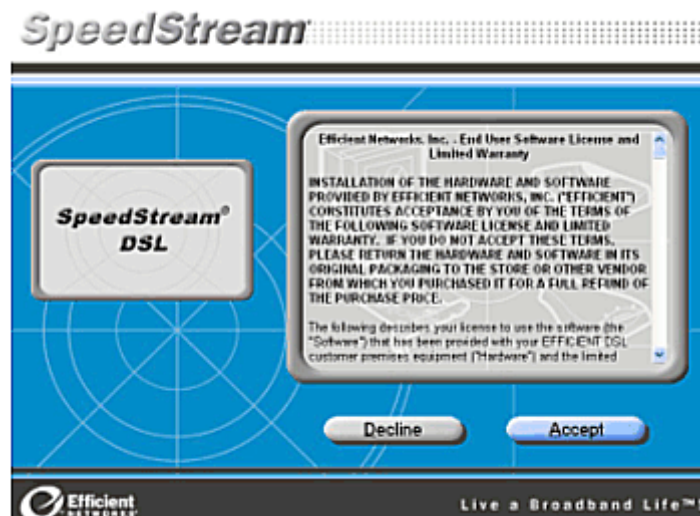 SpeedStream®
SpeedStream®
DSL
Efficient Networks, Inc. - End User Software License and
Limited Warranty
INSTALLATION OF THE HARDWARE AND SOFTWARE
PROVIDED BY EFFICIENT NETWORKS, INC. ("EFFICIENT")
CONSTITUTES ACCEPTANCE BY YOU OF THE TERMS OF
THE FOLLOWING SOFTWARE LICENSE AND LIMITED
WARRANTY. IF YOU DO NOT ACCEPT THESE TERMS,
PLEASE RETURN THE HARDWARE AND SOFTWARE IN ITS
ORIGINAL PACKAGING TO THE STORE OR OTHER VENDOR
FROM WHICH YOU PURCHASED IT FOR A FULL REFUND OF
THE PURCHASE PRICE.
The following describes your license to use the software (the
"Software") that has been provided with your EFFICIENT DSL
customer premises equipment ("Hardware") and the limited
Decline
Accept
Efficient
NETWORKS®
Live a Broadband Life™